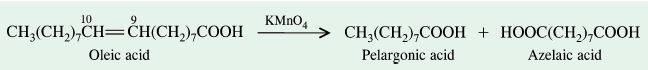 CH₃(CH₂)₇CH=CH(CH₂)₇COOH KMnO₄ CH₃(CH₂)₇COOH + HOOC(CH₂)₇COOH
10 9
Oleic acid Pelargonic acid Azelaic acid